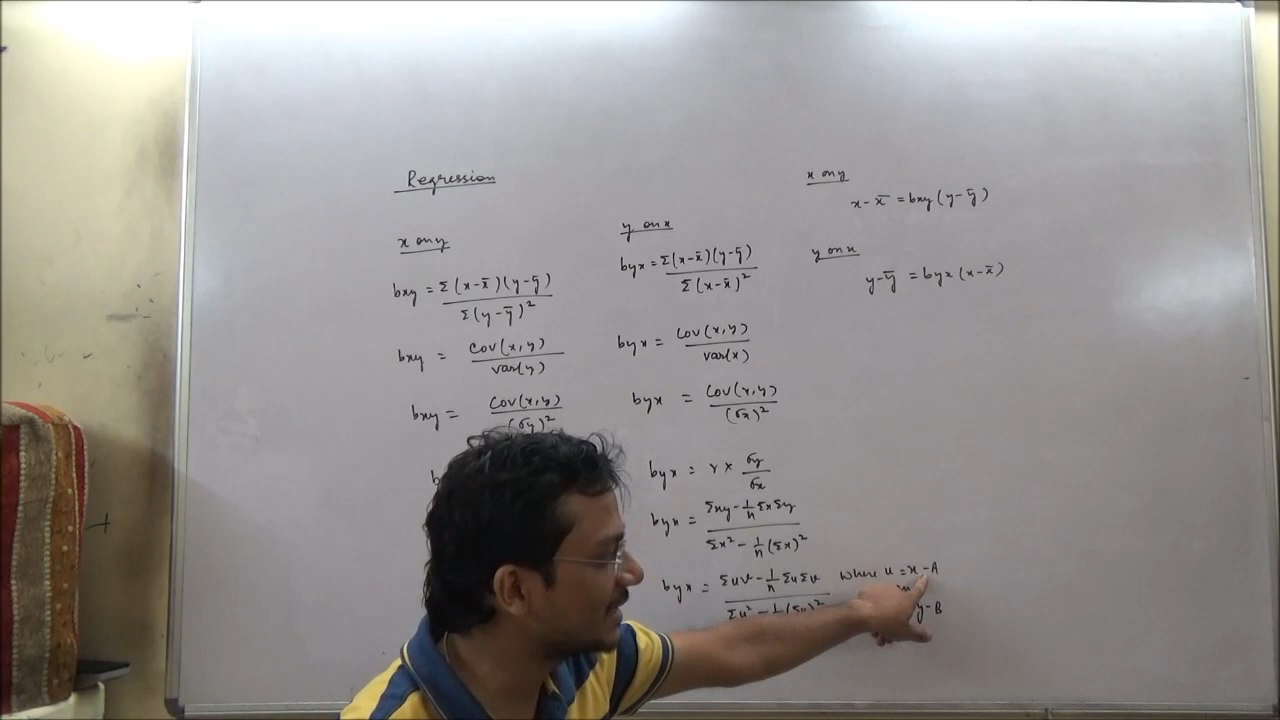 Regression
x on y
bxy = Σ(x-x̄)(y-ȳ) / Σ(y-ȳ)²
bxy = Cov(x,y) / var(y)
bxy = Cov(x,y) / (σy)²
b
y on x
byx = Σ(x-x̄)(y-ȳ) / Σ(x-x̄)²
byx = Cov(x,y) / var(x)
byx = Cov(x,y) / (σx)²
byx = r × σy / σx
byx = Σxy - 1/n Σx Σy / Σx² - 1/n (Σx)²
byx = Σuv - 1/n Σu Σv / Σu² - 1/n (Σu)² where u = x-A
y-B
x on y
x-x̄ = bxy (y-ȳ)
y on x
y-ȳ = byx (x-x̄)